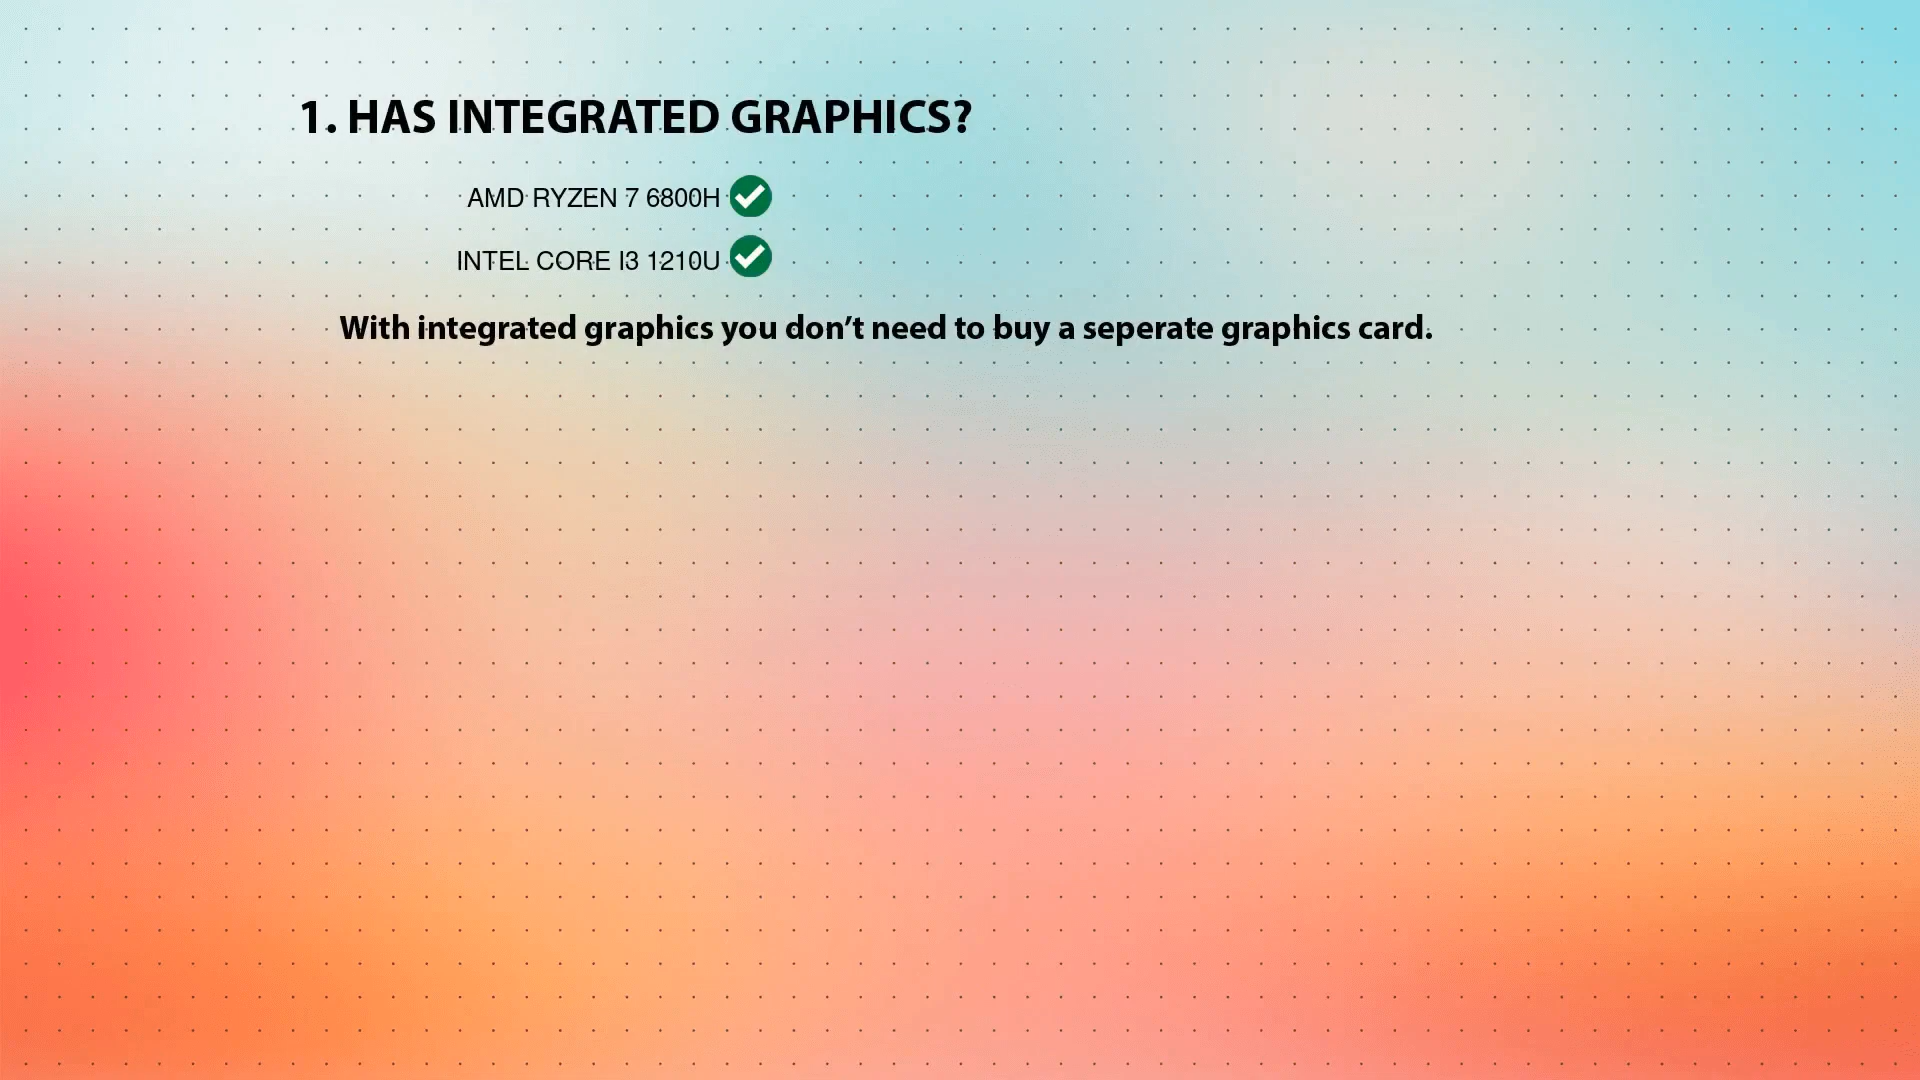 1. HAS INTEGRATED GRAPHICS?
AMD RYZEN 7 6800H
INTEL CORE I3 1210U
With integrated graphics you don’t need to buy a seperate graphics card.